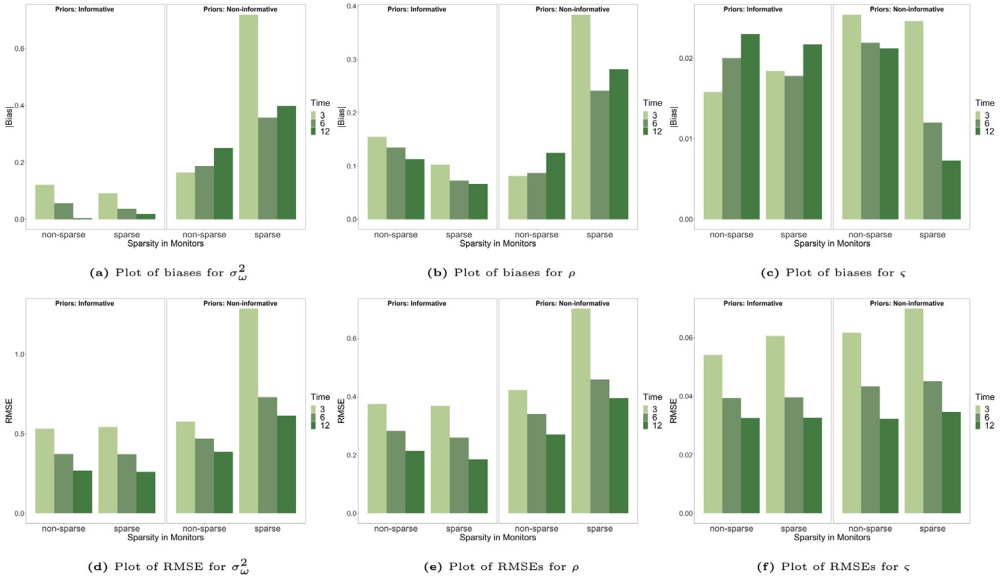 Priors: Informative
Priors: Non-informative
|Bias|
0.6
0.4
0.2
0.0
non-sparse
sparse
non-sparse
sparse
Sparsity in Monitors
Time
3
6
12
(a) Plot of biases for σ²_ω
Priors: Informative
Priors: Non-informative
|Bias|
0.4
0.3
0.2
0.1
0.0
non-sparse
sparse
non-sparse
sparse
Sparsity in Monitors
Time
3
6
12
(b) Plot of biases for ρ
Priors: Informative
Priors: Non-informative
|Bias|
0.02
0.01
0.00
non-sparse
sparse
non-sparse
sparse
Sparsity in Monitors
Time
3
6
12
(c) Plot of biases for ς
Priors: Informative
Priors: Non-informative
RMSE
1.0
0.5
0.0
non-sparse
sparse
non-sparse
sparse
Sparsity in Monitors
Time
3
6
12
(d) Plot of RMSE for σ²_ω
Priors: Informative
Priors: Non-informative
RMSE
0.6
0.4
0.2
0.0
non-sparse
sparse
non-sparse
sparse
Sparsity in Monitors
Time
3
6
12
(e) Plot of RMSEs for ρ
Priors: Informative
Priors: Non-informative
RMSE
0.06
0.04
0.02
0.00
non-sparse
sparse
non-sparse
sparse
Sparsity in Monitors
Time
3
6
12
(f) Plot of RMSEs for ς